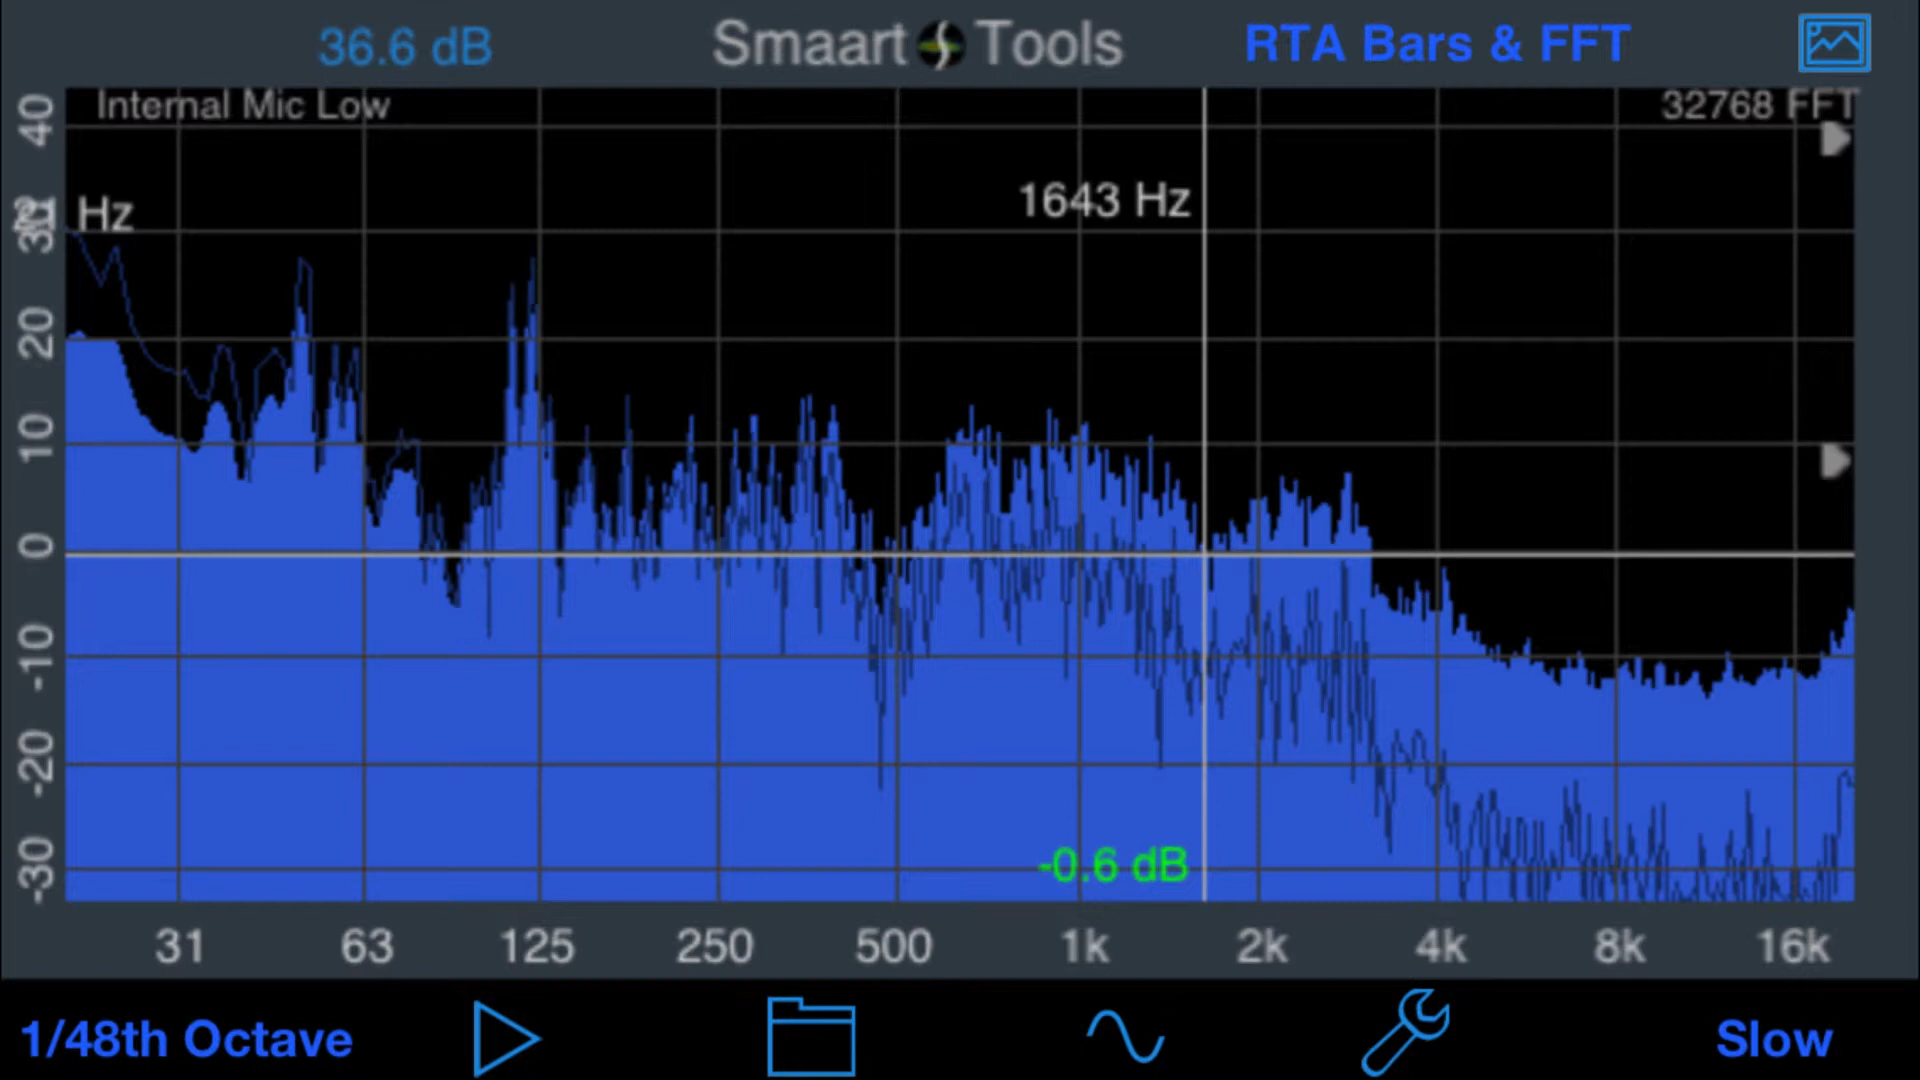 36.6 dB
Smaart Tools
RTA Bars & FFT
Internal Mic Low
32768 FFT
40
Hz
1643 Hz
20
10
0
-10
-20
-30
-0.6 dB
31
63
125
250
500
1k
2k
4k
8k
16k
1/48th Octave
Slow